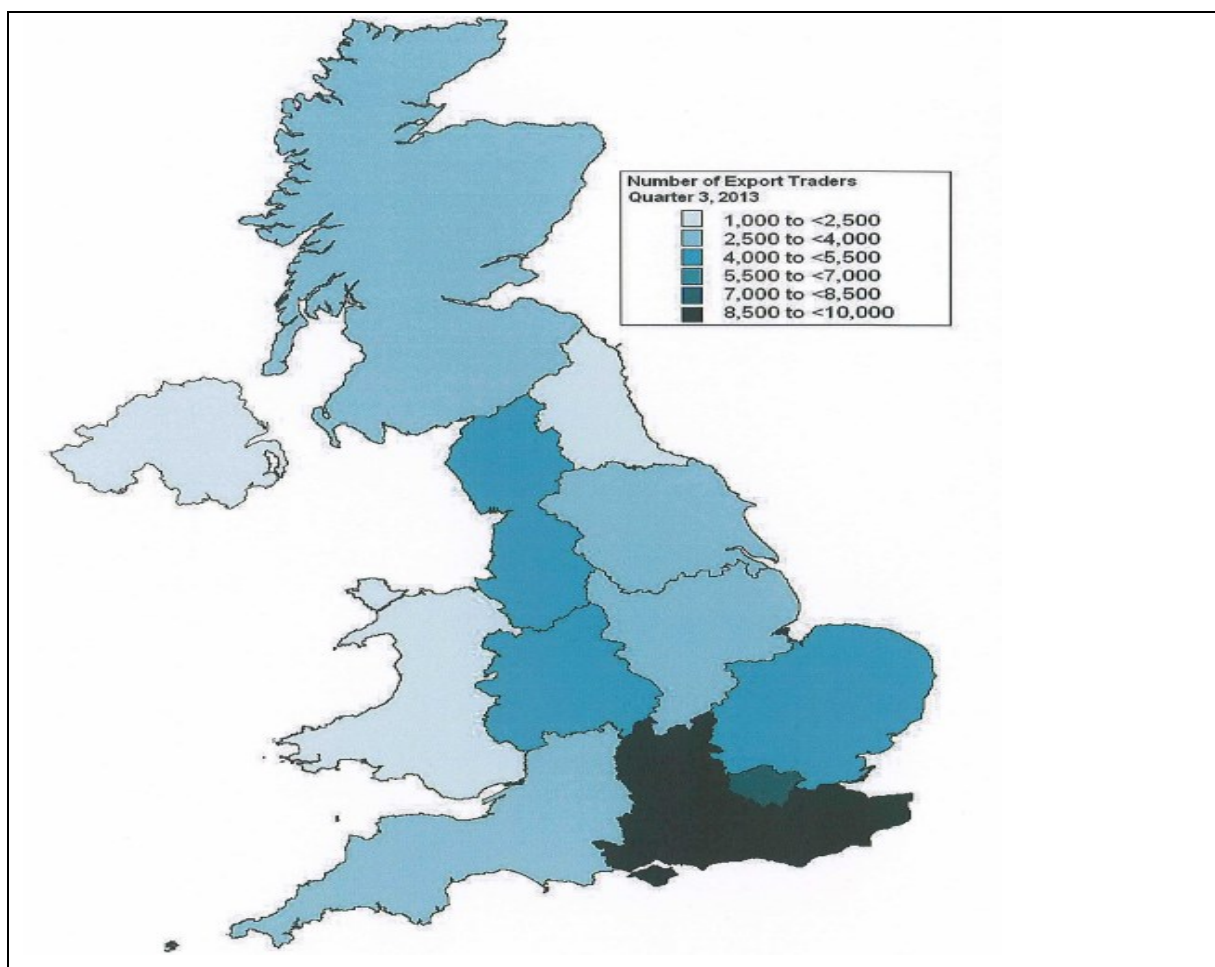 Number of Export Traders
Quarter 3, 2013
1,000 to <2,500
2,500 to <4,000
4,000 to <5,500
5,500 to <7,000
7,000 to <8,500
8,500 to <10,000